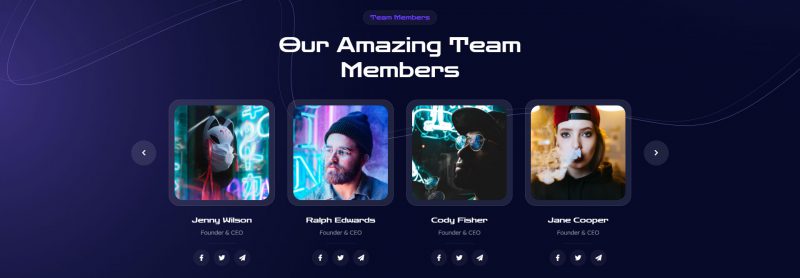 Team Members
Our Amazing Team
Members
Jenny Wilson
Ralph Edwards
Cody Fisher
Jane Cooper
Founder & CEO
Founder & CEO
Founder & CEO
Founder & CEO